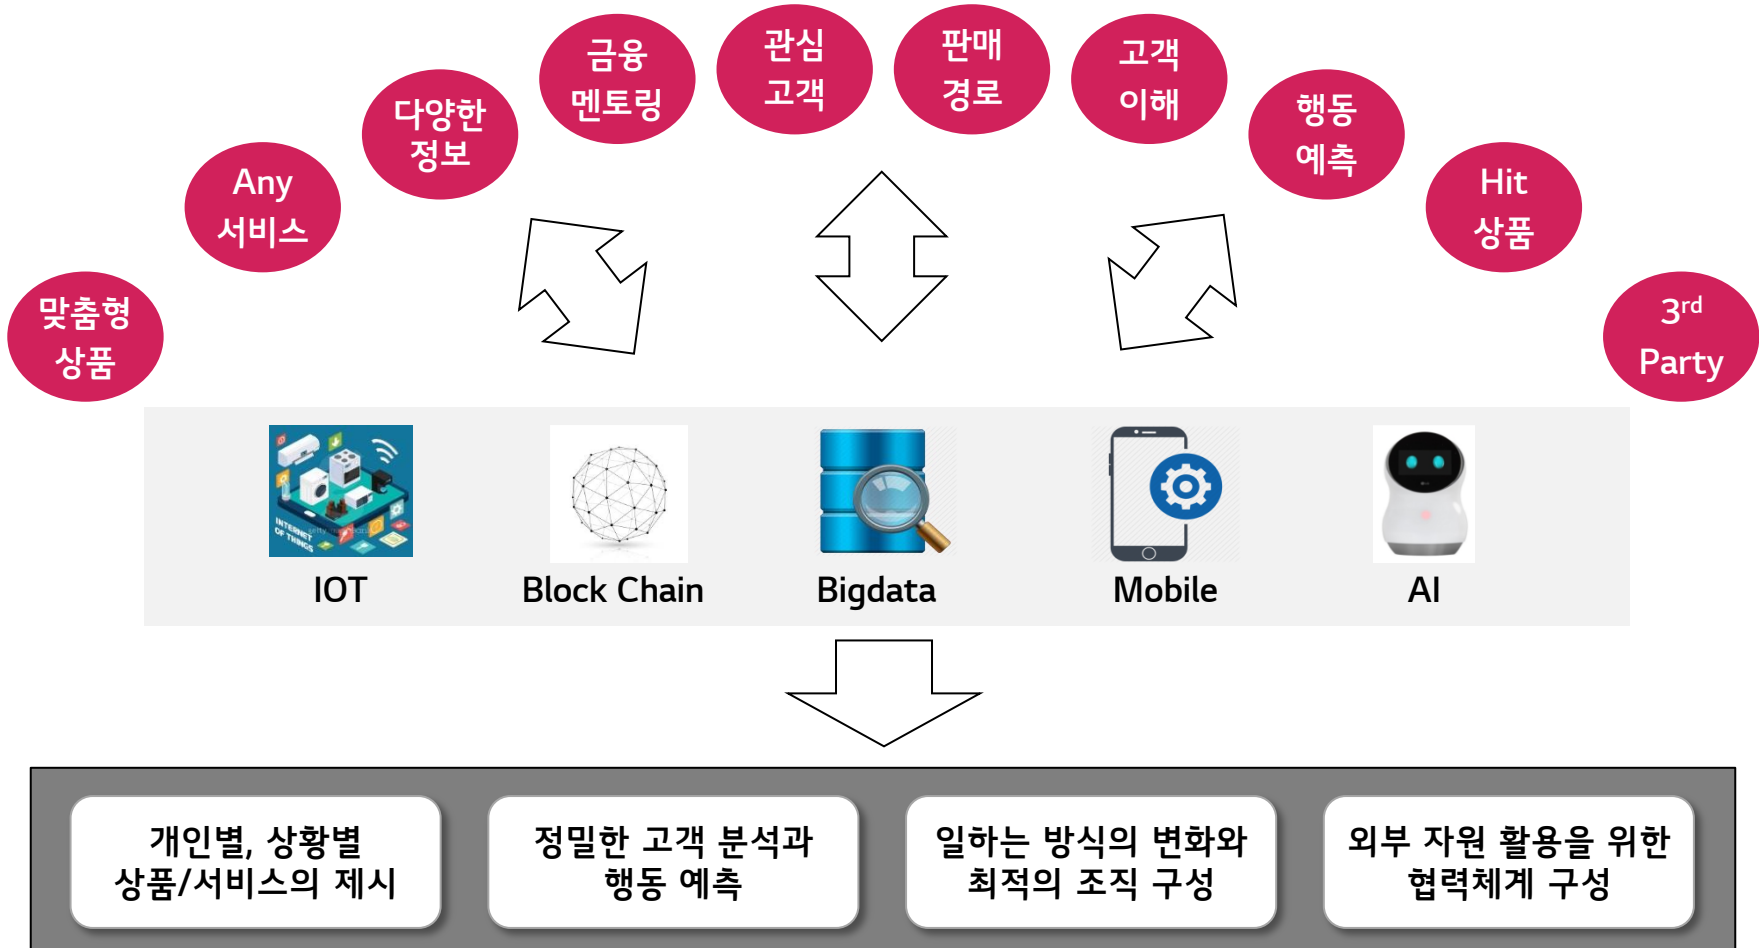 금융
멘토링
관심
고객
판매
경로
고객
이해
다양한
정보
행동
예측
Any
서비스
Hit
상품
맞춤형
상품
3rd
Party
INTERNET
OF THINGS
IOT
Block Chain
Bigdata
Mobile
AI
개인별, 상황별
상품/서비스의 제시
정밀한 고객 분석과
행동 예측
일하는 방식의 변화와
최적의 조직 구성
외부 자원 활용을 위한
협력체계 구성